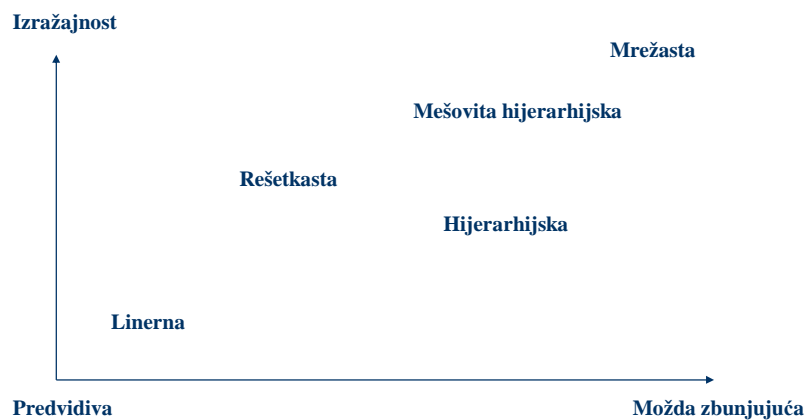 Izražajnost
Mrežasta
Mešovita hijerarhijska
Rešetkasta
Hijerarhijska
Linerna
Predvidiva
Možda zbunjujuća